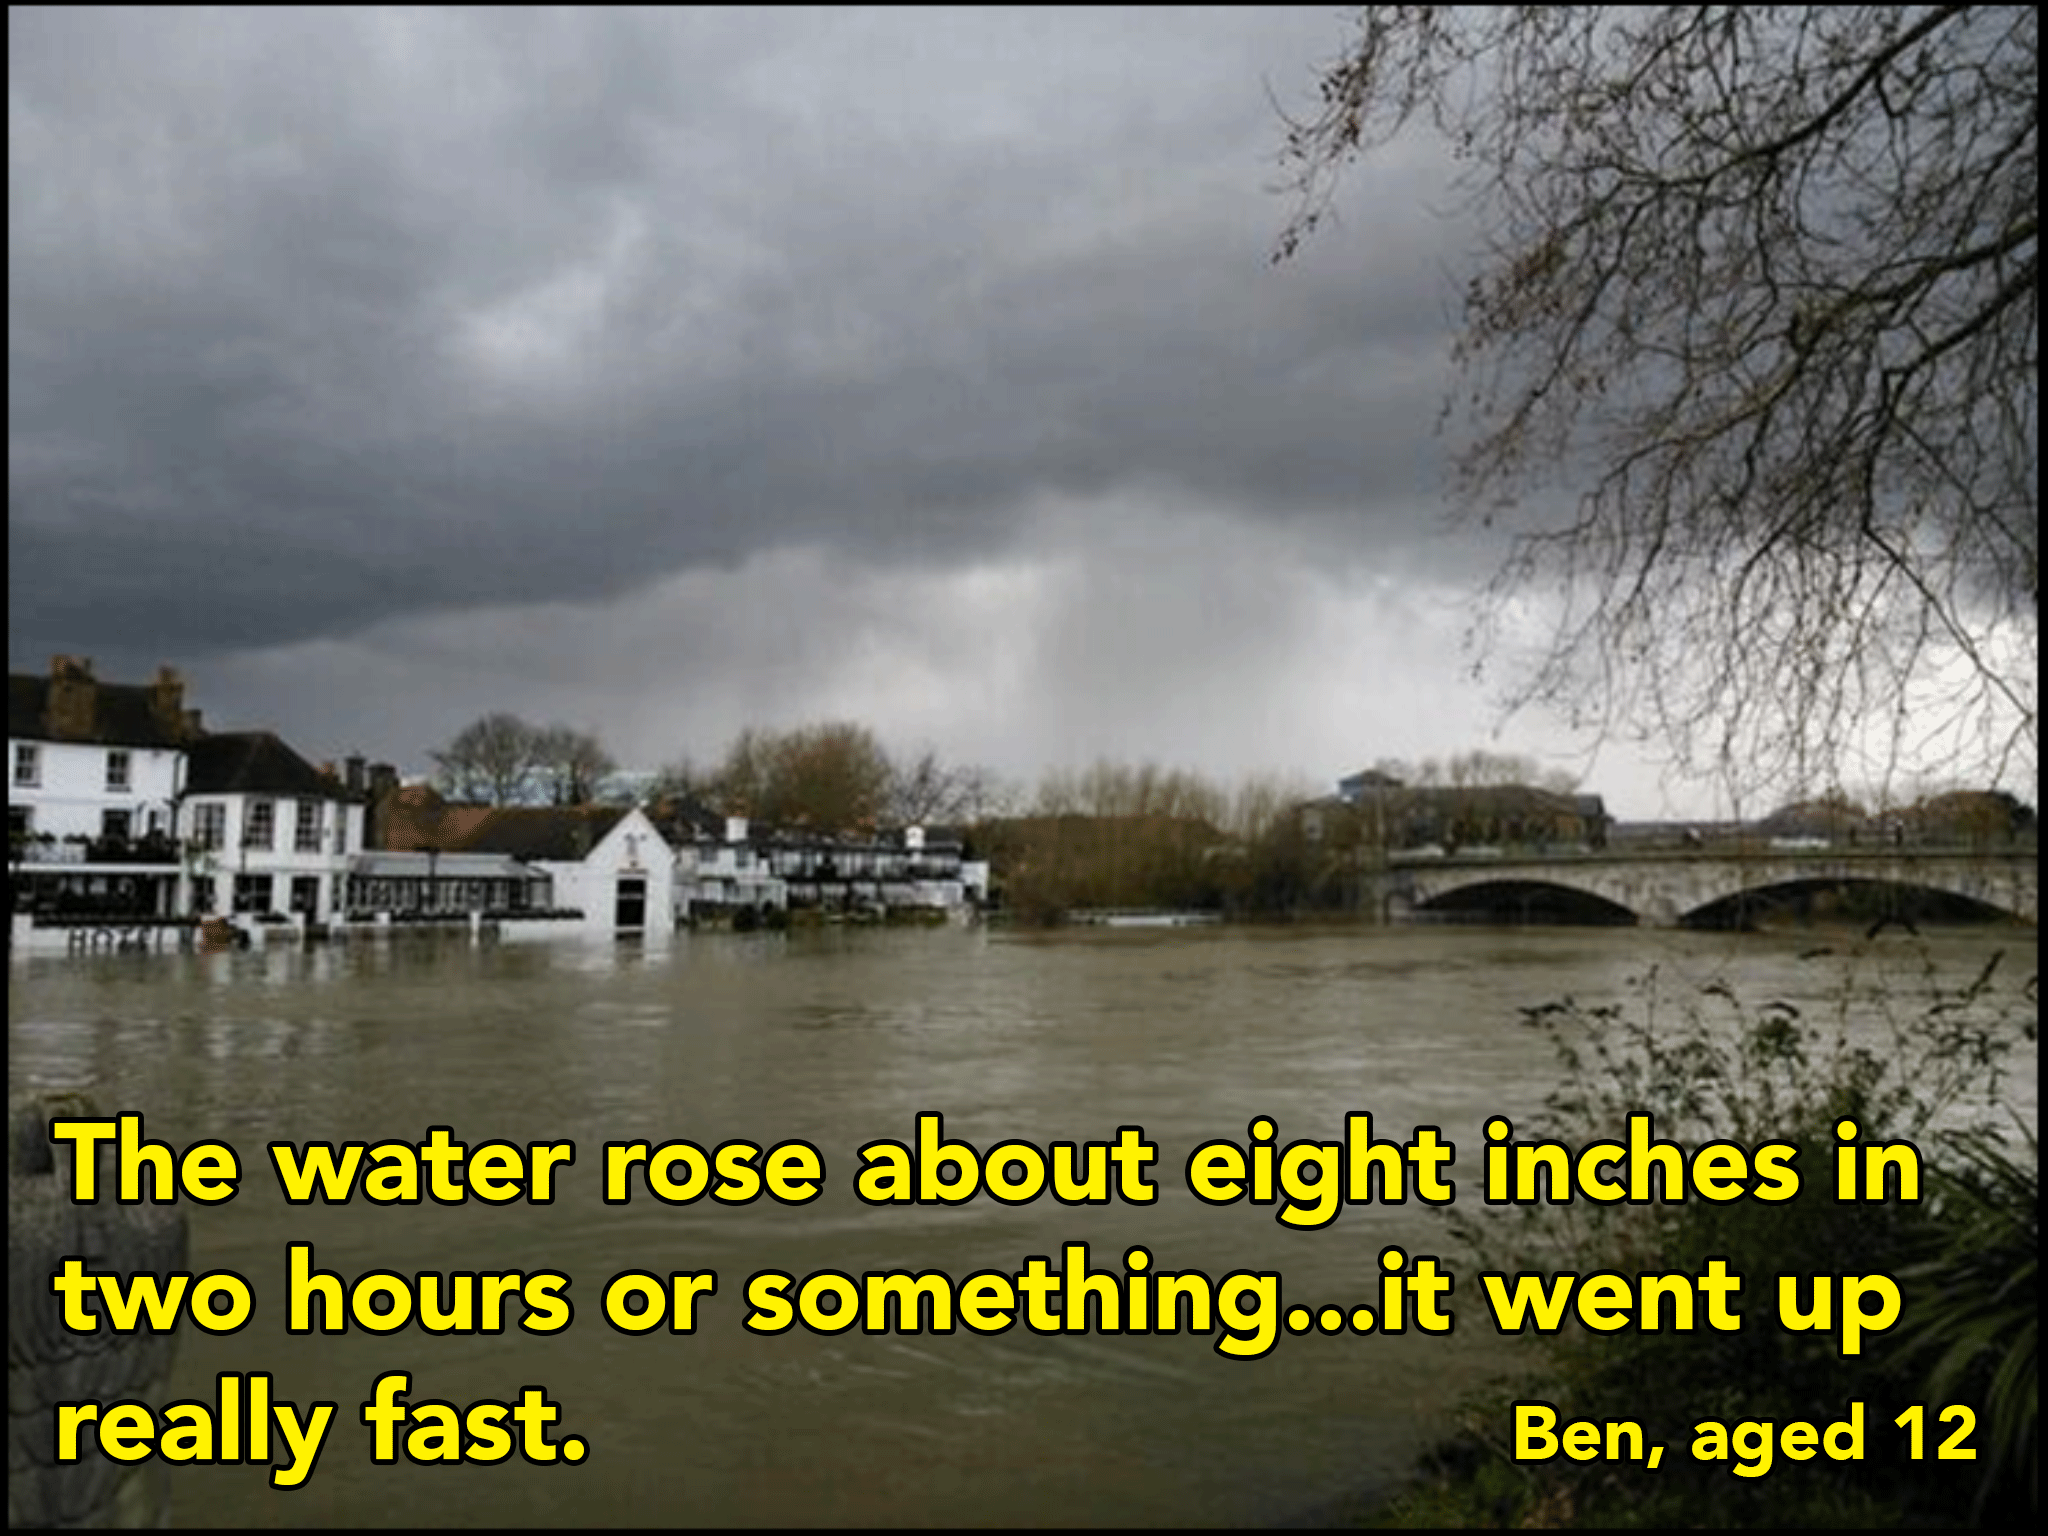 The water rose about eight inches in
two hours or something...it went up
really fast.
Ben, aged 12